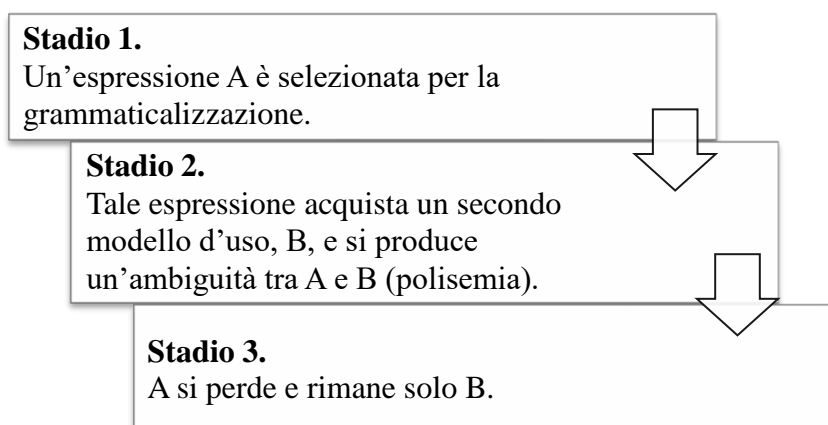 Stadio 1.
Un’espressione A è selezionata per la
grammaticalizzazione.
Stadio 2.
Tale espressione acquista un secondo
modello d’uso, B, e si produce
un’ambiguità tra A e B (polisemia).
Stadio 3.
A si perde e rimane solo B.